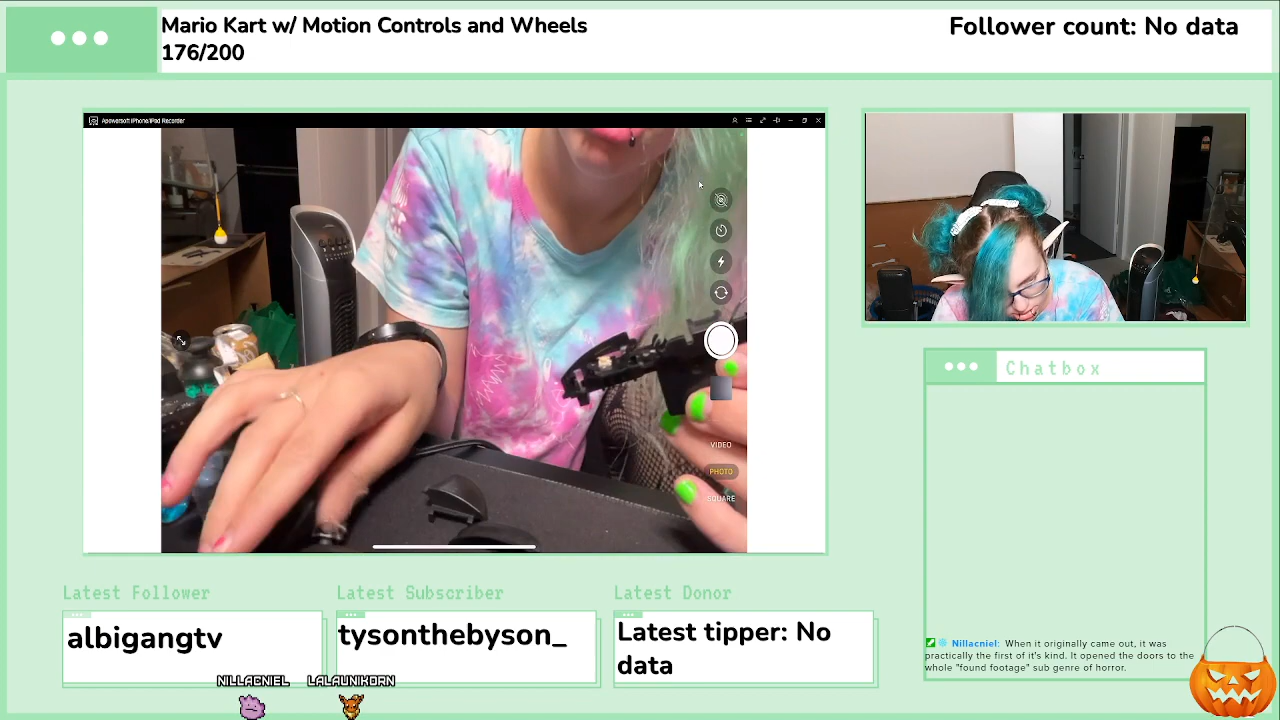 Mario Kart w/ Motion Controls and Wheels
176/200
Follower count: No data
Apowersoft iPhone/iPad Recorder
VIDEO
PHOTO
SQUARE
Chatbox
Nillacniel: When it originally came out, it was
practically the first of it's kind. It opened the doors to the
whole "found footage" sub genre of horror.
Latest Follower
albigangtv
Latest Subscriber
tysonthebyson_
Latest Donor
Latest tipper: No
data
NILLACNIEL
LALAUNIKORN